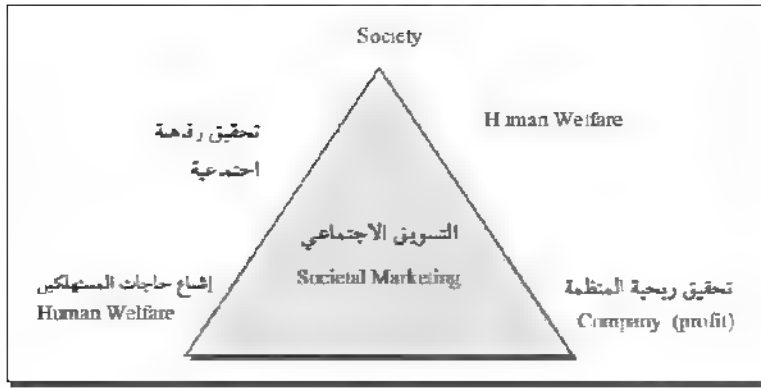 Society
تحقيق رفاهية
اجتماعية
Human Welfare
التسويق الاجتماعي
Societal Marketing
إشباع حاجات المستهلكين
Human Welfare
تحقيق ربحية المنظمة
Company (profit)